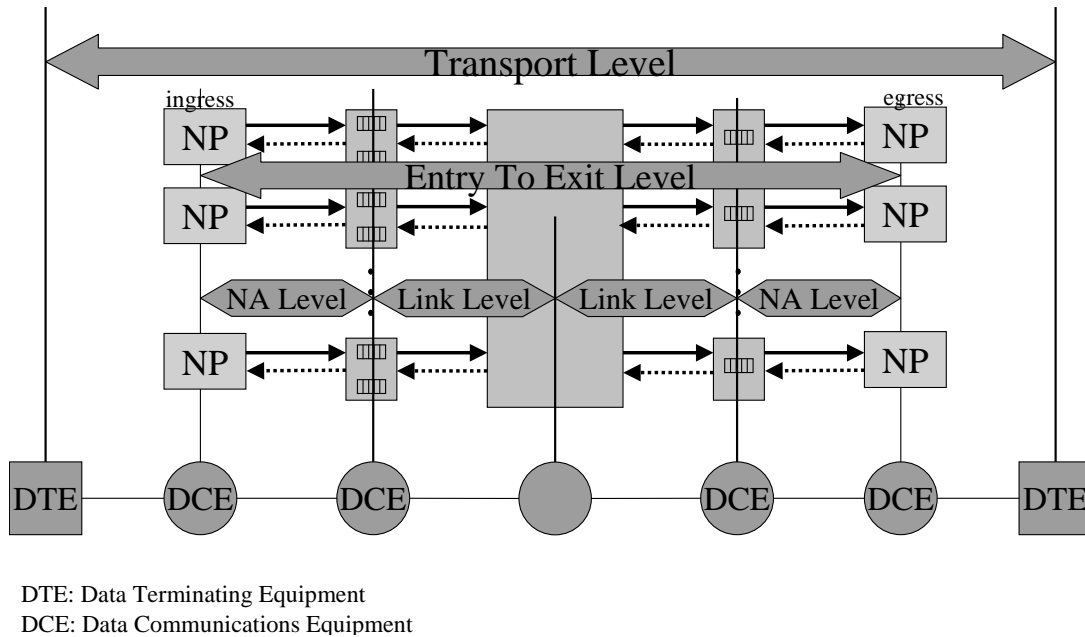 Transport Level
ingress
egress
NP
NP
Entry To Exit Level
NP
NP
NA Level
Link Level
Link Level
NA Level
NP
NP
DTE
DCE
DCE
DCE
DCE
DTE
DTE: Data Terminating Equipment
DCE: Data Communications Equipment